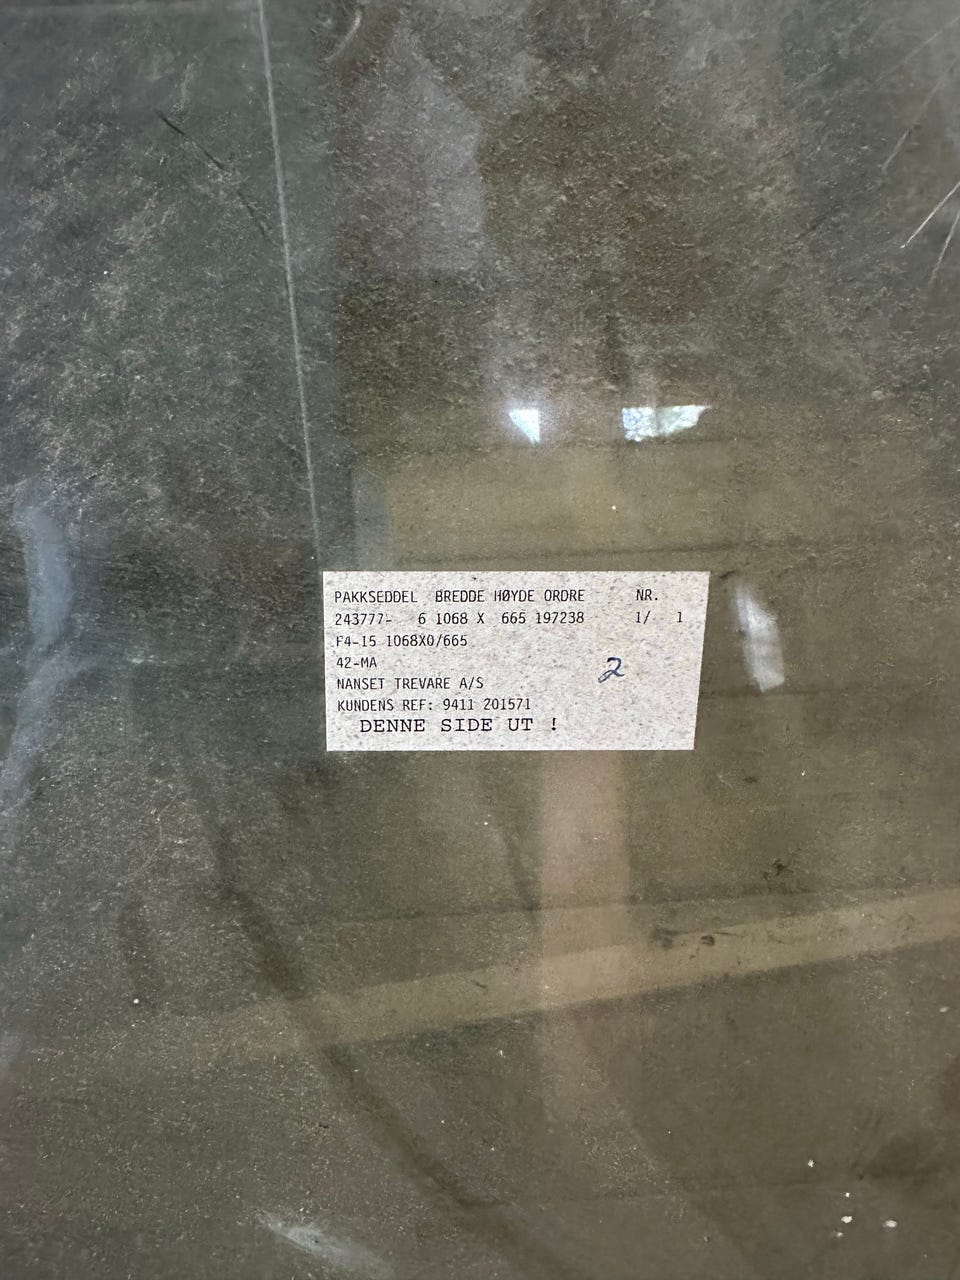 PAKKSEDDEL BREDDE HØYDE ORDRE NR.
243777- 6 1068 X 665 197238 1/ 1
F4-15 1068X0/665
42-MA
2
NANSET TREVARE A/S
KUNDENS REF: 9411 201571
DENNE SIDE UT !